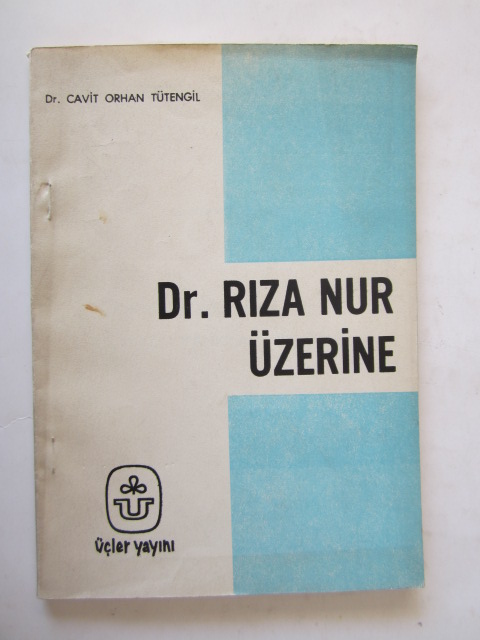 Dr. CAVİT ORHAN TÜTENGİL
Dr. RIZA NUR
ÜZERİNE
üçler yayını